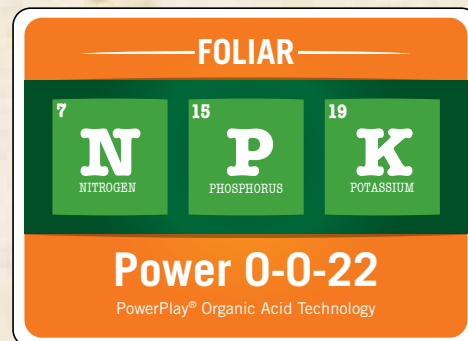 FOLIAR
7 15 19
N P K
NITROGEN PHOSPHORUS POTASSIUM
Power 0-0-22
PowerPlay® Organic Acid Technology